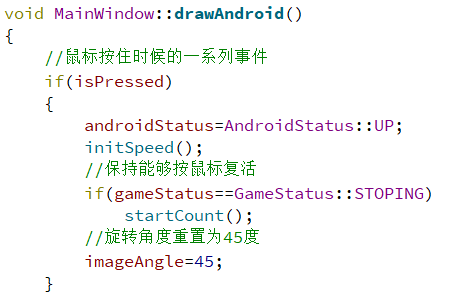 void MainWindow::drawAndroid()
{
    //鼠标按住时候的一系列事件
    if(isPressed)
    {
        androidStatus=AndroidStatus::UP;
        initSpeed();
        //保持能够按鼠标复活
        if(gameStatus==GameStatus::STOPING)
            startCount();
        //旋转角度重置为45度
        imageAngle=45;
    }